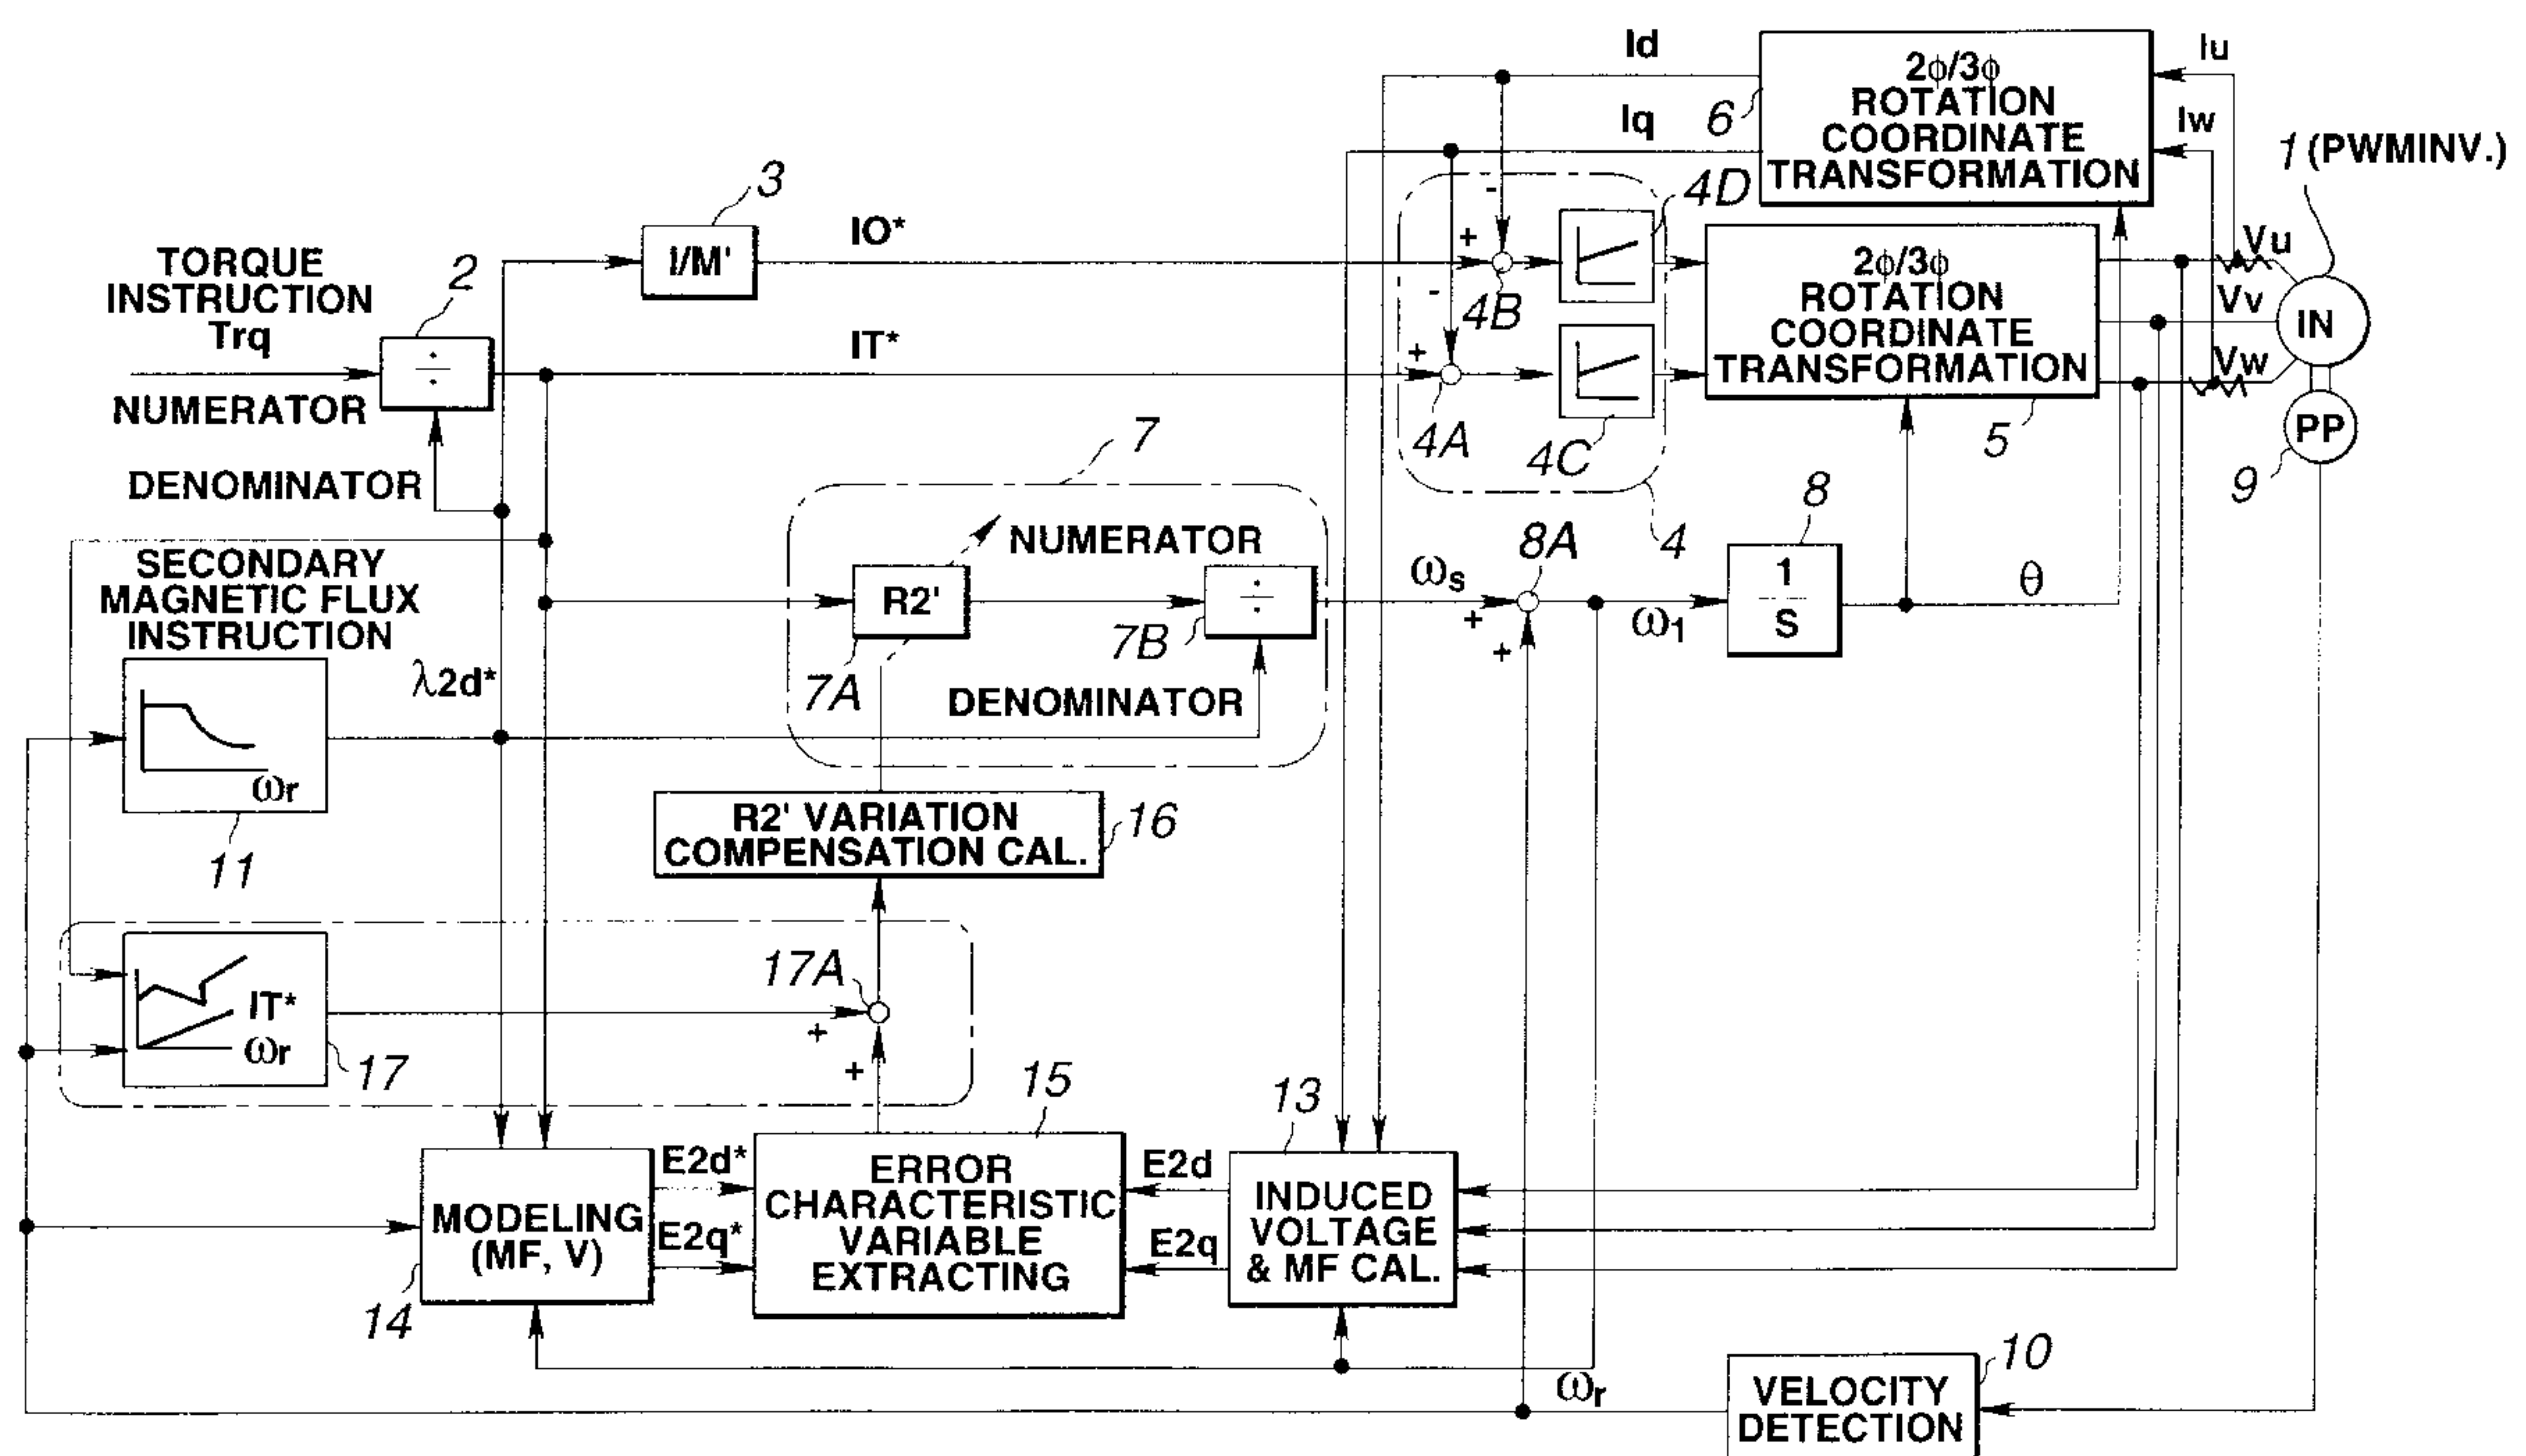 Id
2ϕ/3ϕ
ROTATION
COORDINATE
TRANSFORMATION
Iu
Iq
6
Iw
1 (PWMINV.)
3
4D
IO*
I/M'
+
-
TORQUE
INSTRUCTION
Trq
2
÷
2ϕ/3ϕ
ROTATION
COORDINATE
TRANSFORMATION
Vu
Vv
Vw
IN
4B
-
IT*
+
NUMERATOR
4A
4C
5
PP
9
7
DENOMINATOR
4
8
SECONDARY
MAGNETIC FLUX
INSTRUCTION
NUMERATOR
8A
R2'
÷
ωs
+
+
ω1
1
S
θ
7B
7A
λ2d*
DENOMINATOR
ωr
11
R2' VARIATION
COMPENSATION CAL.
16
17A
IT*
ωr
17
+
+
15
13
E2d*
ERROR
CHARACTERISTIC
VARIABLE
EXTRACTING
E2d
INDUCED
VOLTAGE
& MF CAL.
MODELING
(MF, V)
E2q*
E2q
14
ωr
10
VELOCITY
DETECTION